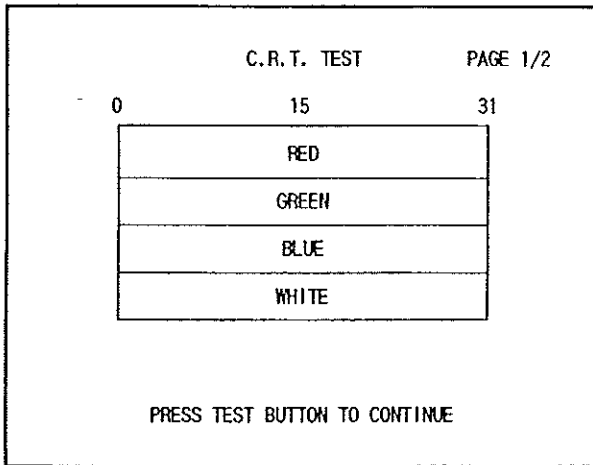 C.R.T. TEST PAGE 1/2
0 15 31
RED
GREEN
BLUE
WHITE
PRESS TEST BUTTON TO CONTINUE